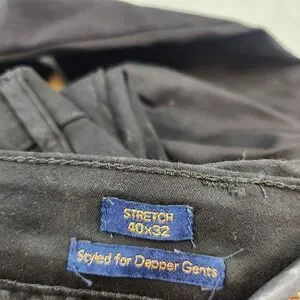 STRETCH
40x32
Styled for Dapper Gents